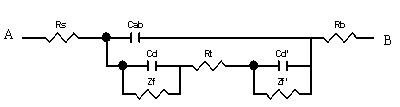 Rs Cab Rb
A B
Cd Rt Cd'
Zf Zf'